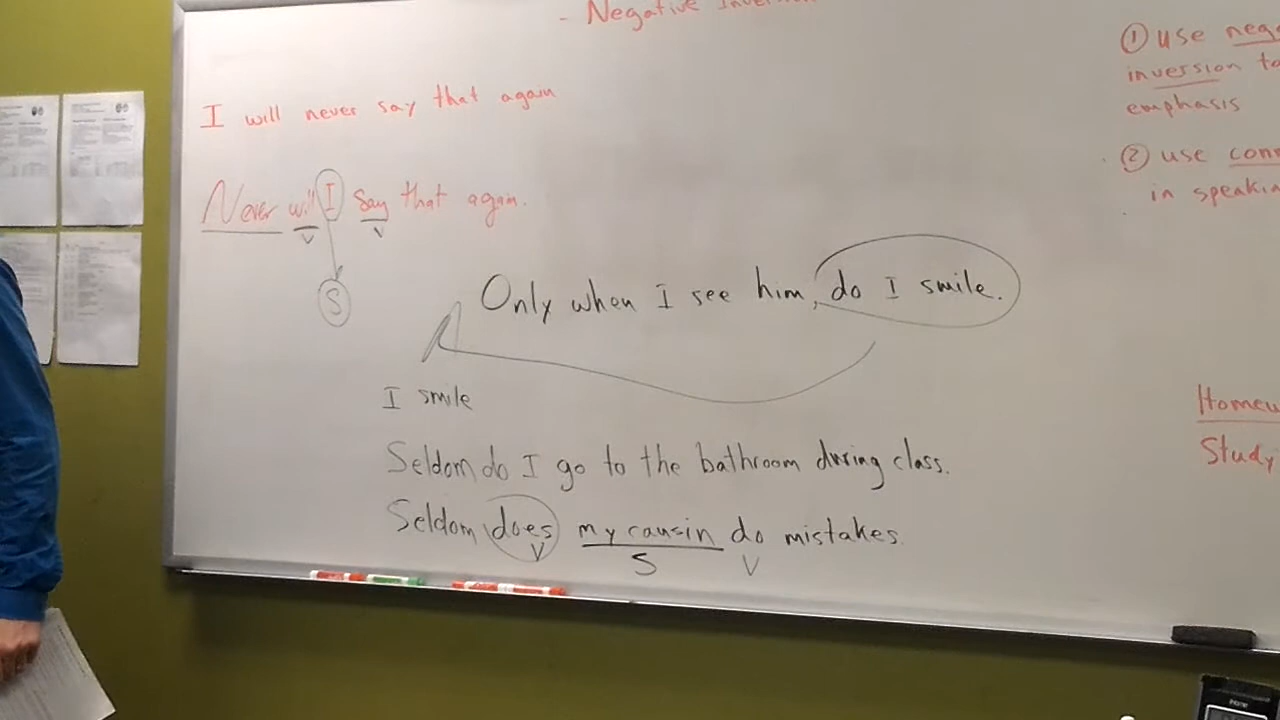 - Negative
I will never say that again
Never will I say that again.
V V
S
Only when I see him, do I smile.
I smile
Seldom do I go to the bathroom during class.
Seldom does my causin do mistakes.
V S V
① use
inversion
emphasis
② use
in
Study